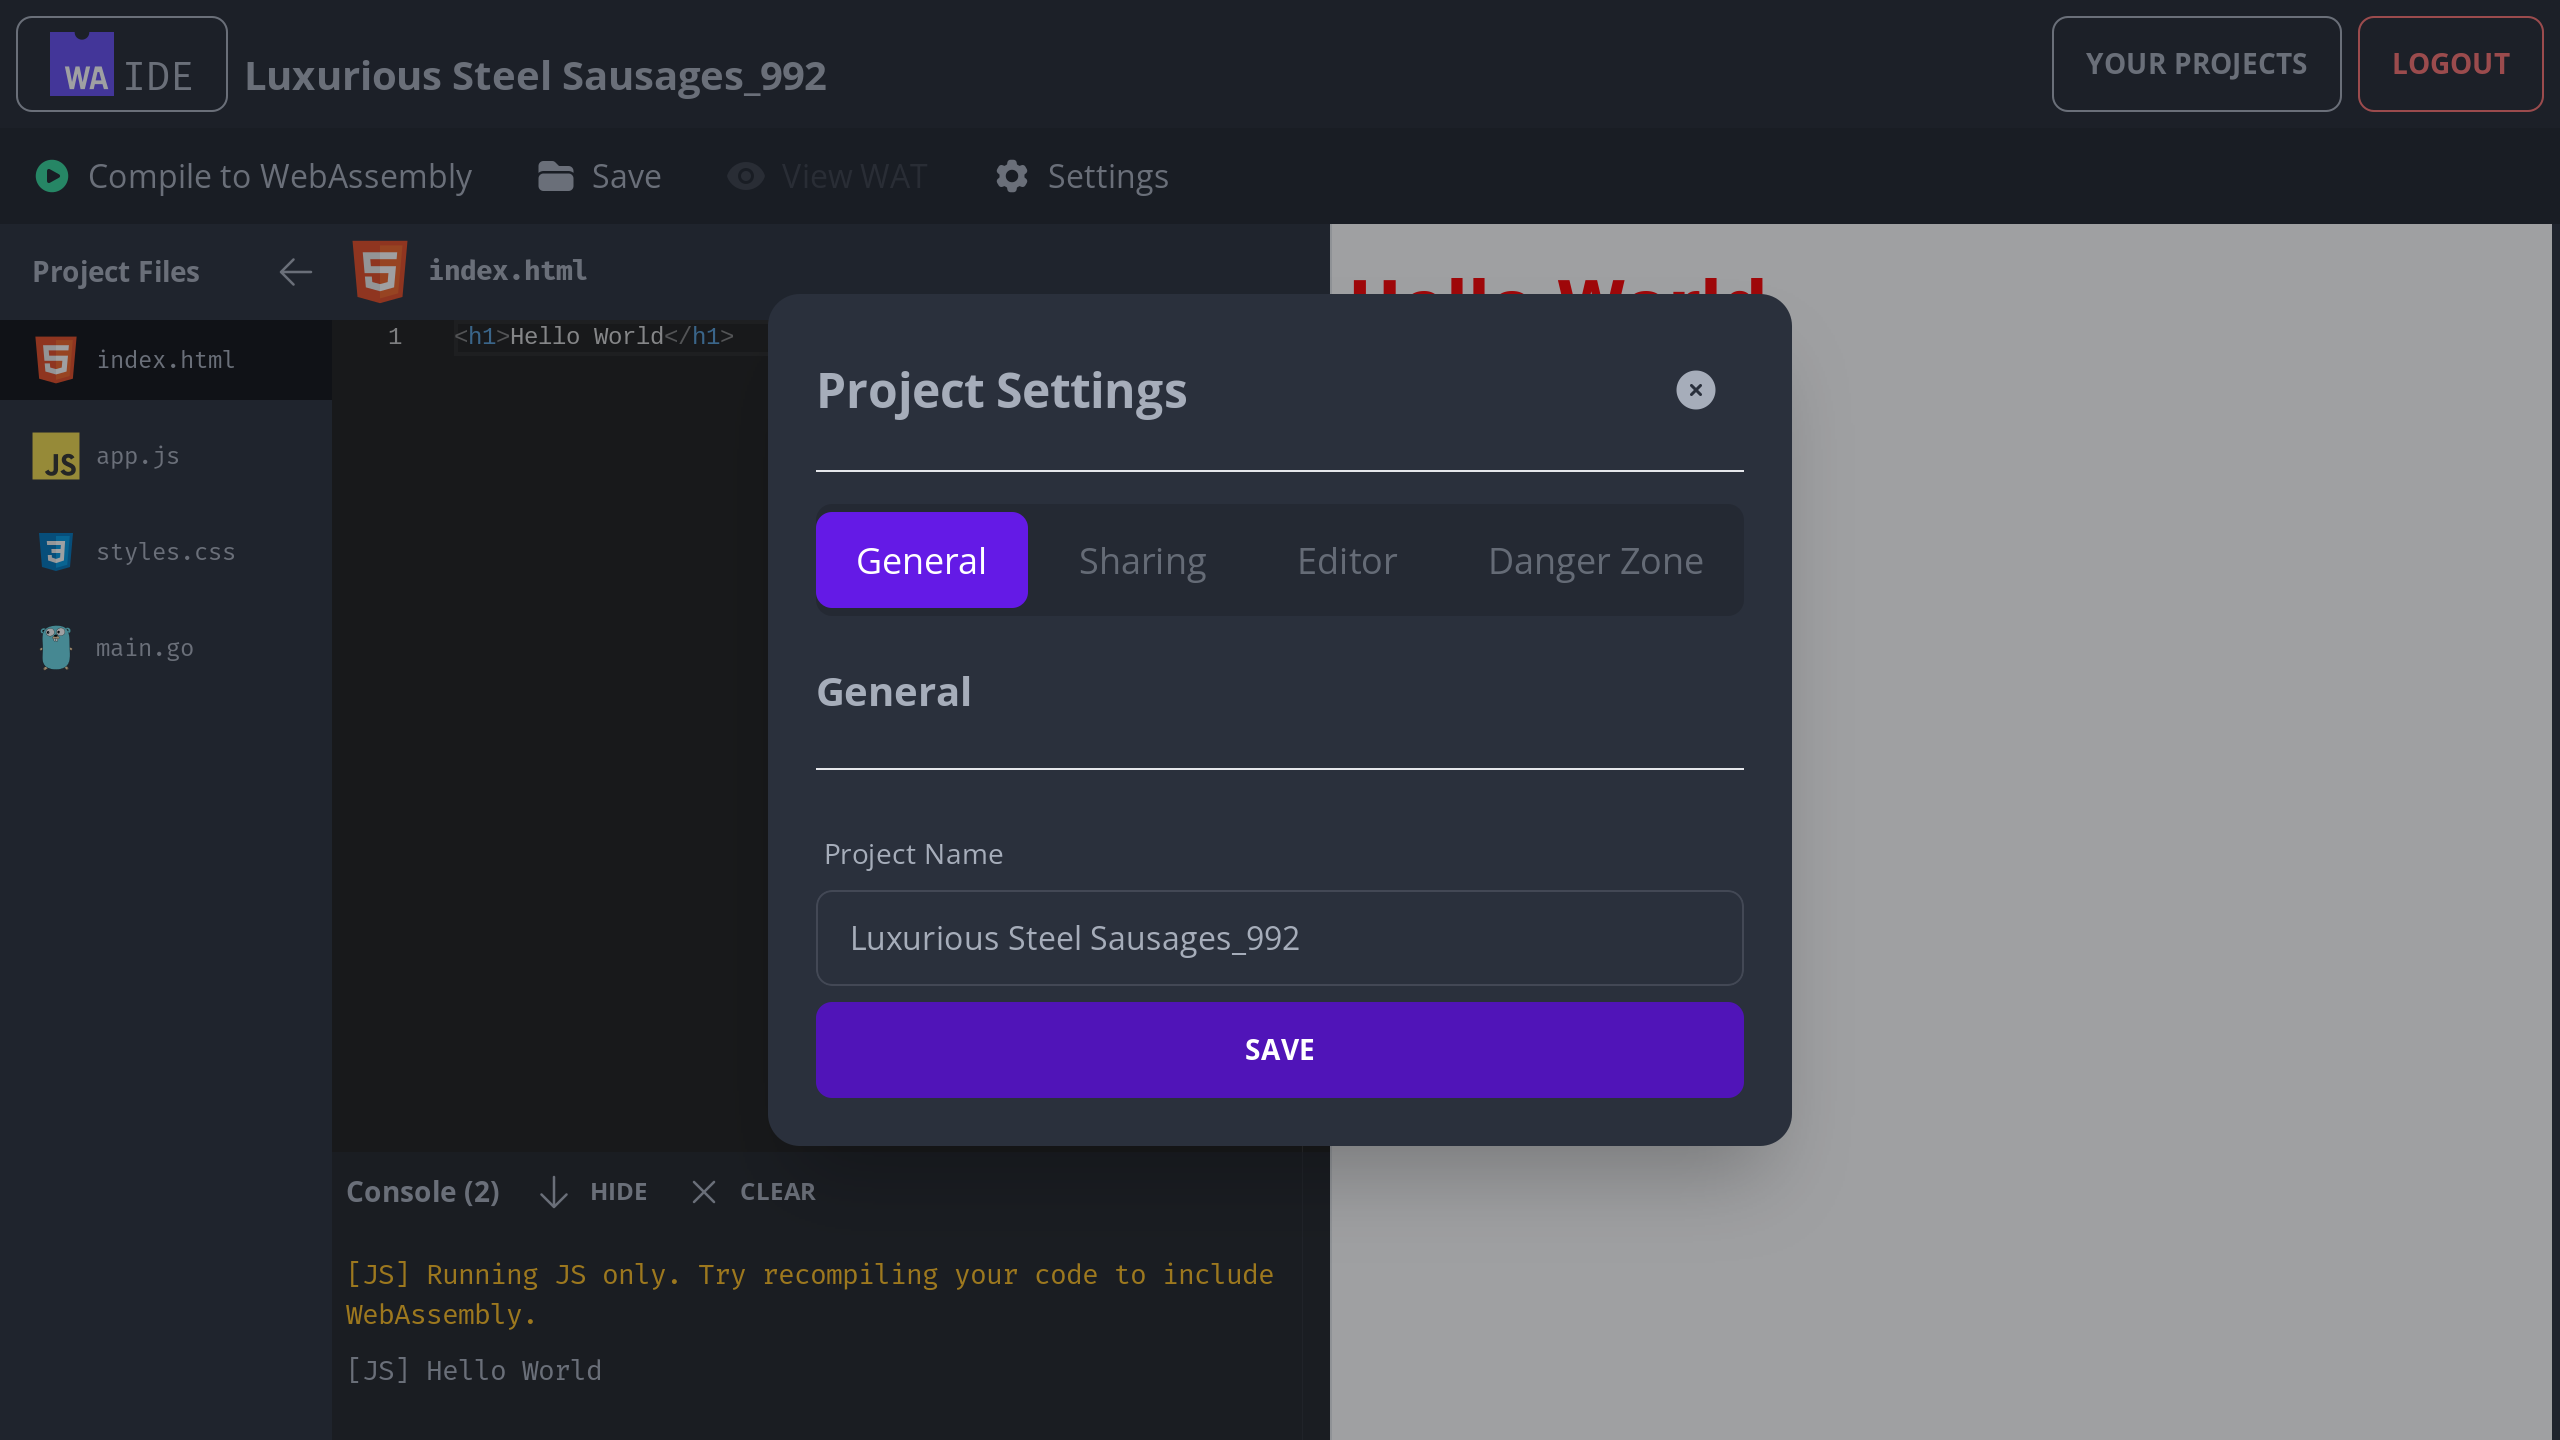 WA IDE
Luxurious Steel Sausages_992
YOUR PROJECTS
LOGOUT
Compile to WebAssembly
Save
View WAT
Settings
Project Files
index.html
index.html
app.js
JS
styles.css
main.go
1 <h1>Hello World</h1>
Hello World
Project Settings
General
Sharing
Editor
Danger Zone
General
Project Name
Luxurious Steel Sausages_992
SAVE
Console (2)
HIDE
CLEAR
[JS] Running JS only. Try recompiling your code to include
WebAssembly.
[JS] Hello World